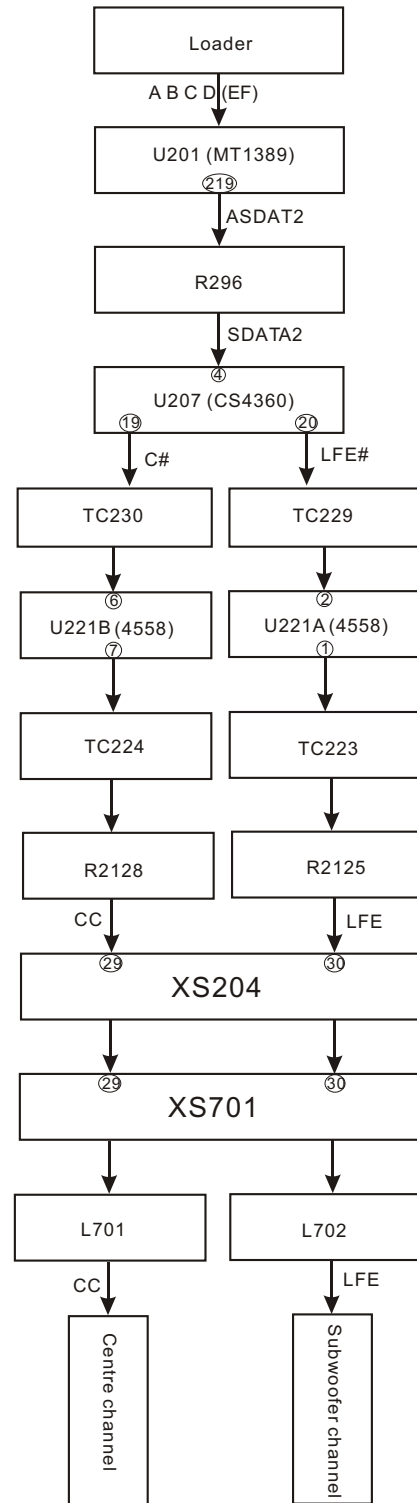 Loader
A B C D (EF)
U201 (MT1389)
219
ASDAT2
R296
SDATA2
4
U207 (CS4360)
19 20
C# LFE#
TC230 TC229
6 2
U221B (4558) U221A (4558)
7 1
TC224 TC223
R2128 R2125
CC LFE
29 30
XS204
29 30
XS701
L701 L702
CC LFE
Centre channel
Subwoofer channel